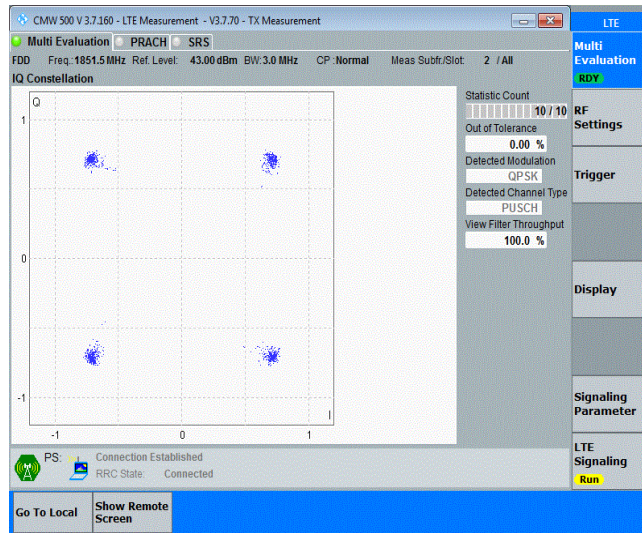 CMW 500 V 3.7.160 - LTE Measurement - V3.7.70 - TX Measurement
LTE
Multi Evaluation PRACH SRS
FDD Freq.: 1851.5 MHz Ref. Level: 43.00 dBm BW: 3.0 MHz CP : Normal Meas Subfr./Slot: 2 / All
IQ Constellation
Q
1
0
-1
-1 0 1
I
Statistic Count
10 / 10
Out of Tolerance
0.00 %
Detected Modulation
QPSK
Detected Channel Type
PUSCH
View Filter Throughput
100.0 %
Multi
Evaluation
RDY
RF
Settings
Trigger
Display
Signaling
Parameter
LTE
Signaling
Run
PS: Connection Established
RRC State: Connected
Go To Local
Show Remote
Screen